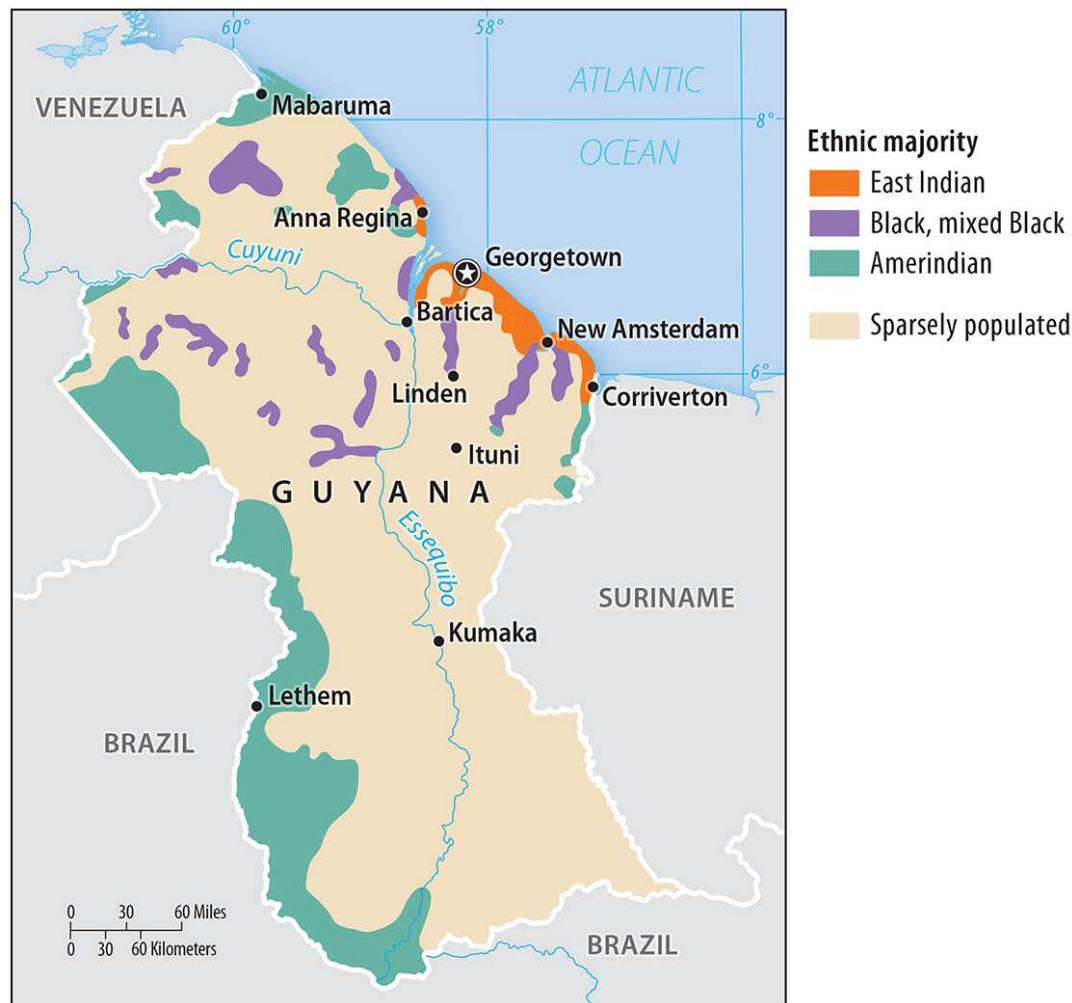 60°
58°
VENEZUELA
ATLANTIC
OCEAN
8°
Mabaruma
Anna Regina
Cuyuni
Georgetown
Bartica
New Amsterdam
6°
Linden
Corriverton
Ituni
GUYANA
Essequibo
SURINAME
Kumaka
Lethem
BRAZIL
0 30 60 Miles
0 30 60 Kilometers
BRAZIL
Ethnic majority
East Indian
Black, mixed Black
Amerindian
Sparsely populated